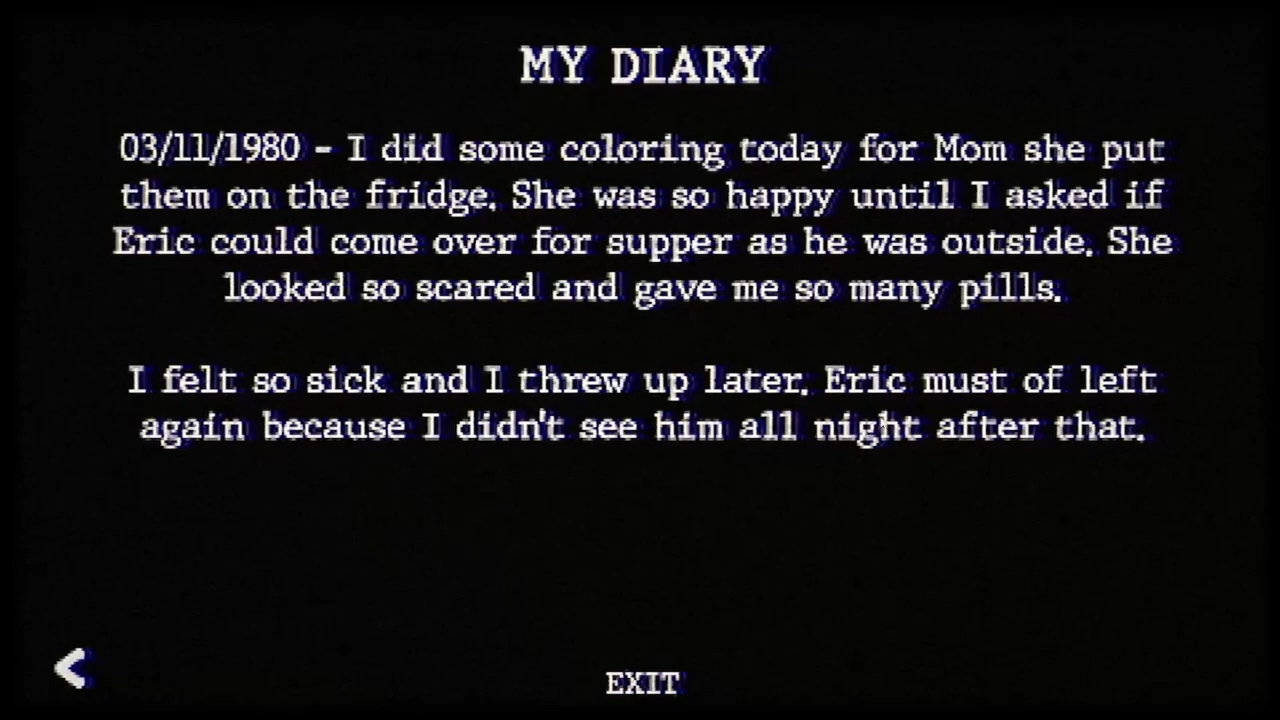 MY DIARY
03/11/1980 - I did some coloring today for Mom she put
them on the fridge. She was so happy until I asked if
Eric could come over for supper as he was outside. She
looked so scared and gave me so many pills.
I felt so sick and I threw up later. Eric must of left
again because I didn't see him all night after that.
<
EXIT